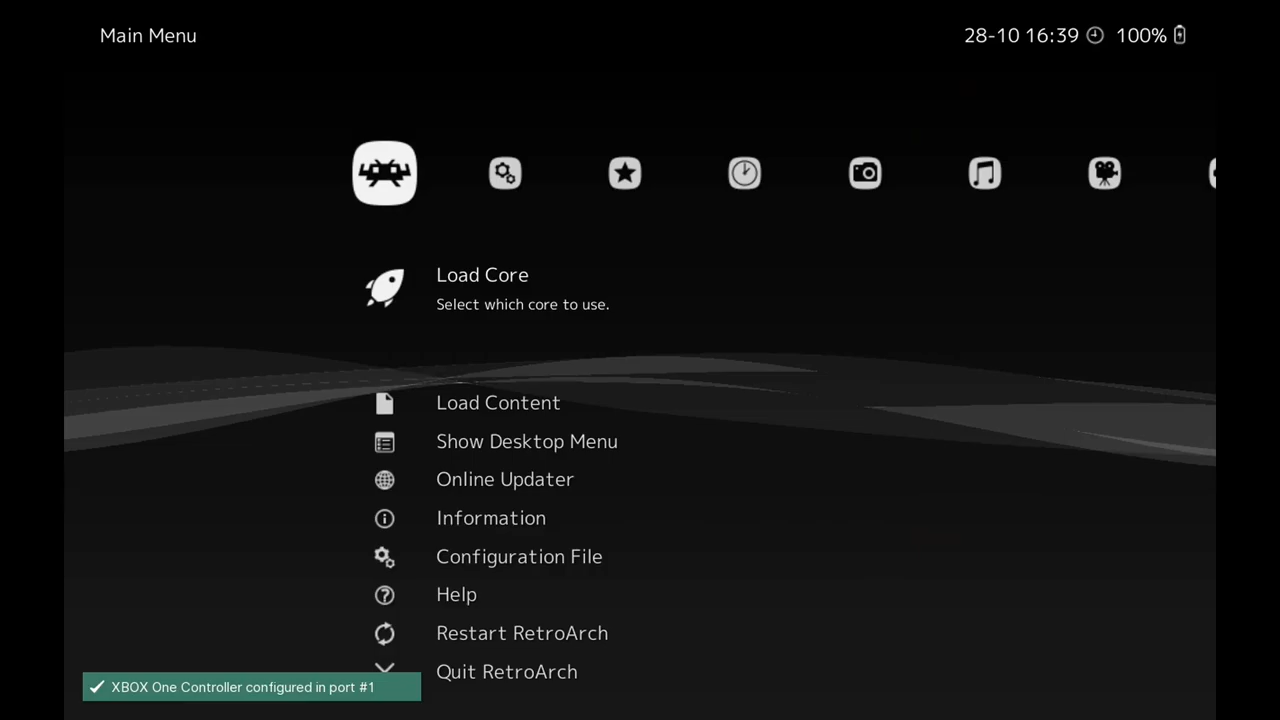 Main Menu
28-10 16:39 100%
Load Core
Select which core to use.
Load Content
Show Desktop Menu
Online Updater
Information
Configuration File
Help
Restart RetroArch
Quit RetroArch
XBOX One Controller configured in port #1